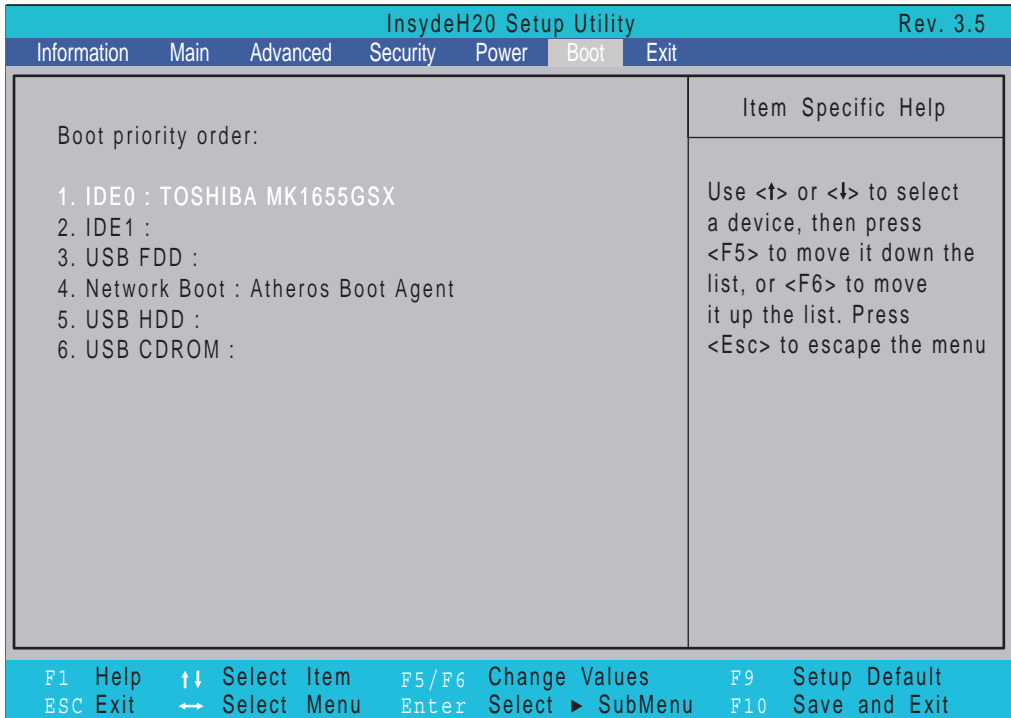 InsydeH20 Setup Utility Rev. 3.5
Information Main Advanced Security Power Boot Exit
Boot priority order:
1. IDE0 : TOSHIBA MK1655GSX
2. IDE1 :
3. USB FDD :
4. Network Boot : Atheros Boot Agent
5. USB HDD :
6. USB CDROM :
Item Specific Help
Use <↑> or <↓> to select
a device, then press
<F5> to move it down the
list, or <F6> to move
it up the list. Press
<Esc> to escape the menu
F1 Help ↑↓ Select Item F5/F6 Change Values F9 Setup Default
ESC Exit ↔ Select Menu Enter Select ► SubMenu F10 Save and Exit